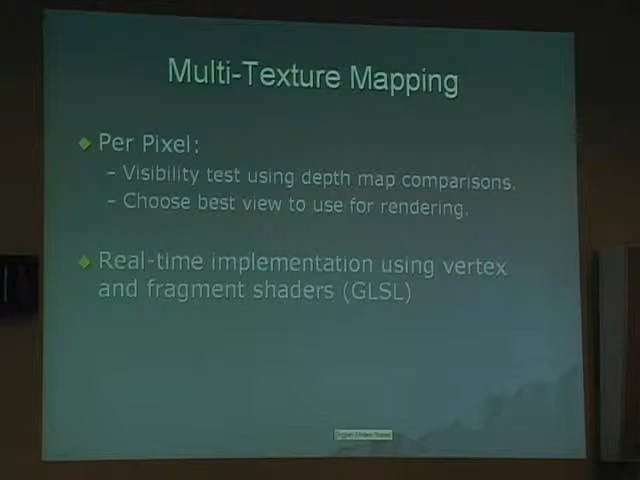 Multi-Texture Mapping
Per Pixel:
– Visibility test using depth map comparisons.
– Choose best view to use for rendering.
Real-time implementation using vertex
and fragment shaders (GLSL)